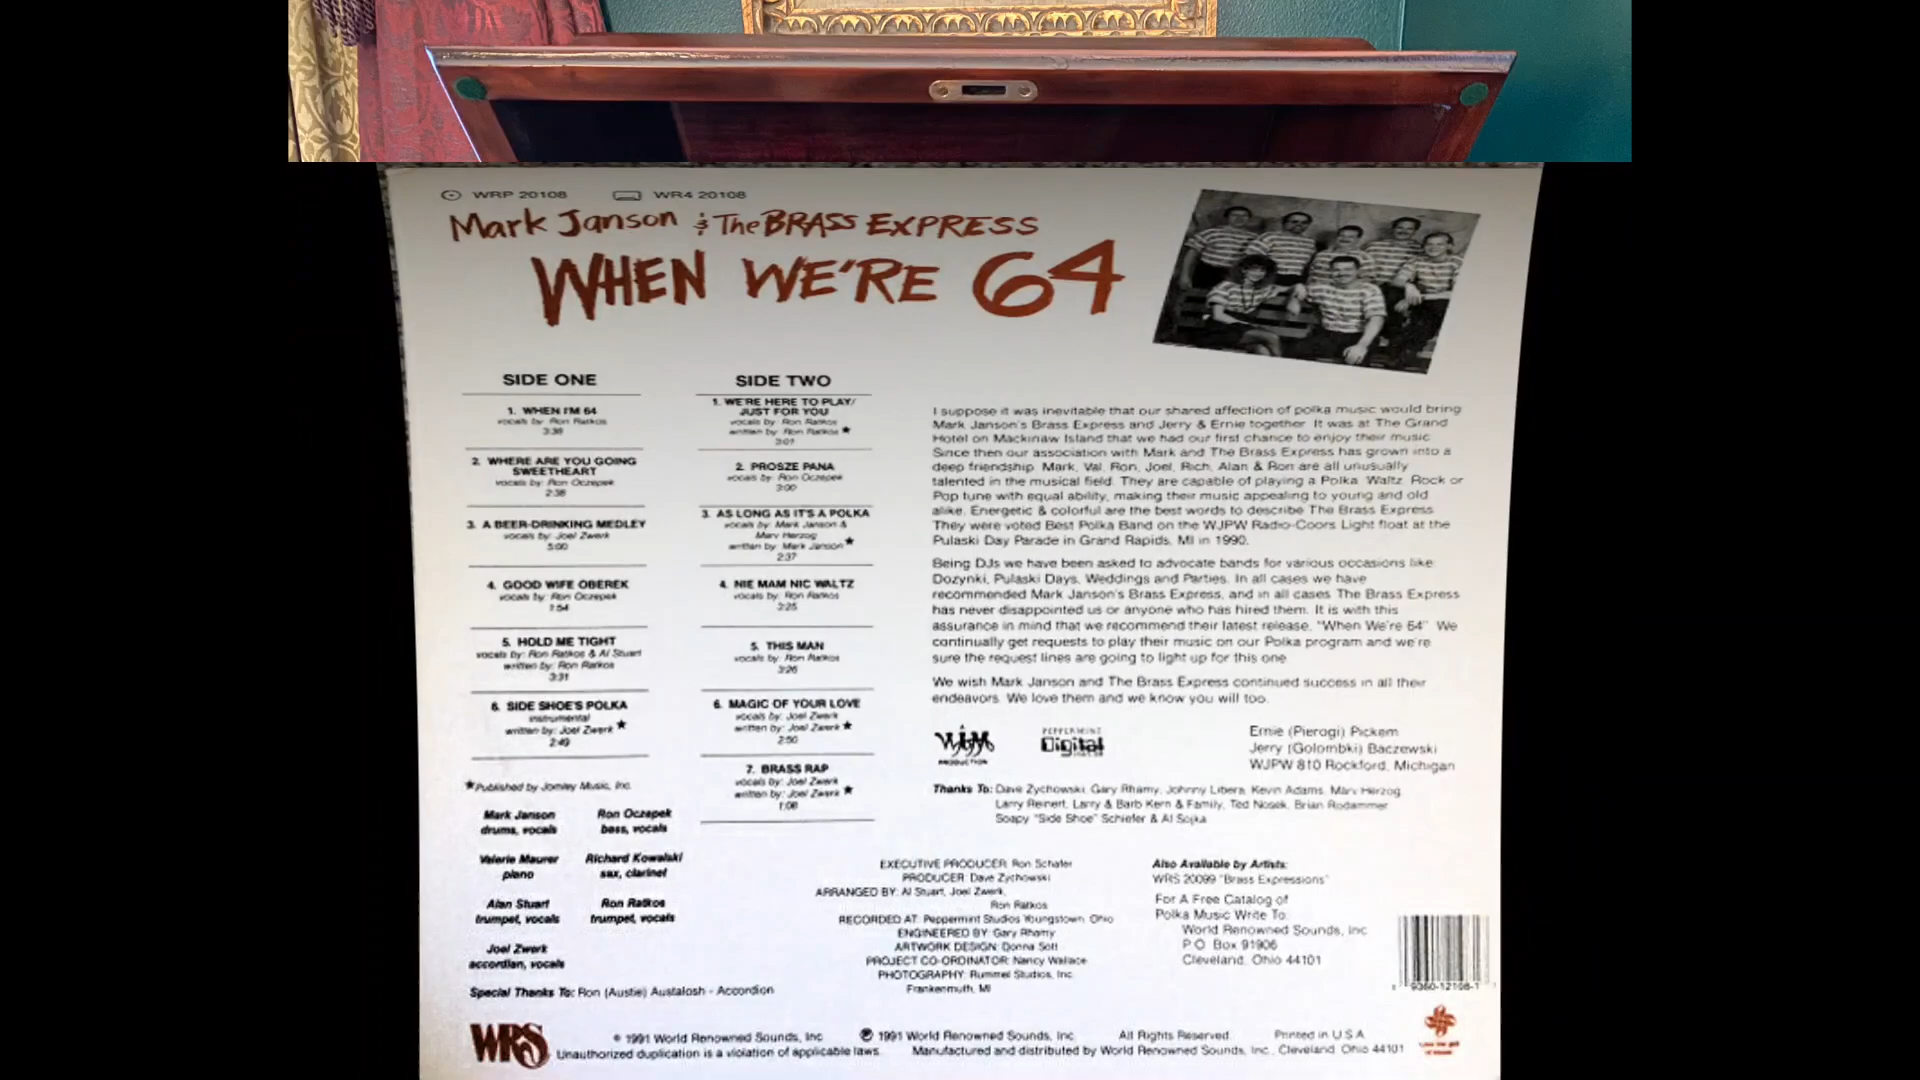 WRP 20108 WR4 20108
Mark Janson & The BRASS EXPRESS
WHEN WE'RE 64
SIDE ONE
1. WHEN I'M 64
vocals by: Ron Ratkos
3:38
2. WHERE ARE YOU GOING
SWEETHEART
vocals by: Ron Oczepek
2:38
3. A BEER-DRINKING MEDLEY
vocals by: Joel Zwerk
5:00
4. GOOD WIFE OBEREK
vocals by: Ron Oczepek
1:54
5. HOLD ME TIGHT
vocals by: Ron Ratkos & Al Stuart
written by: Ron Ratkos
3:31
6. SIDE SHOE'S POLKA
instrumental
written by: Joel Zwerk ★
2:49
★Published by Jomley Music, Inc.
SIDE TWO
1. WE'RE HERE TO PLAY/
JUST FOR YOU
vocals by: Ron Ratkos
written by: Ron Ratkos ★
3:01
2. PROSZE PANA
vocals by: Ron Oczepek
3:00
3. AS LONG AS IT'S A POLKA
vocals by: Mark Janson &
Marv Herzog
written by: Mark Janson ★
2:37
4. NIE MAM NIC WALTZ
vocals by: Ron Ratkos
3:25
5. THIS MAN
vocals by: Ron Ratkos
3:26
6. MAGIC OF YOUR LOVE
vocals by: Joel Zwerk
written by: Joel Zwerk ★
2:50
7. BRASS RAP
vocals by: Joel Zwerk
written by: Joel Zwerk ★
1:08
I suppose it was inevitable that our shared affection of polka music would bring
Mark Janson's Brass Express and Jerry & Ernie together. It was at The Grand
Hotel on Mackinaw Island that we had our first chance to enjoy their music.
Since then our association with Mark and The Brass Express has grown into a
deep friendship. Mark, Val, Ron, Joel, Rich, Alan & Ron are all unusually
talented in the musical field. They are capable of playing a Polka, Waltz, Rock or
Pop tune with equal ability, making their music appealing to young and old
alike. Energetic & colorful are the best words to describe The Brass Express.
They were voted Best Polka Band on the WJPW Radio-Coors Light float at the
Pulaski Day Parade in Grand Rapids, MI in 1990.
Being DJs we have been asked to advocate bands for various occasions like
Dozynki, Pulaski Days, Weddings and Parties. In all cases we have
recommended Mark Janson's Brass Express, and in all cases The Brass Express
has never disappointed us or anyone who has hired them. It is with this
assurance in mind that we recommend their latest release, "When We're 64". We
continually get requests to play their music on our Polka program and we're
sure the request lines are going to light up for this one.
We wish Mark Janson and The Brass Express continued success in all their
endeavors. We love them and we know you will too.
WJM
PRODUCTION
PEPPERMINT
Digital
Ernie (Pierogi) Pickem
Jerry (Golombki) Baczewski
WJPW 810 Rockford, Michigan
Thanks To: Dave Zychowski, Gary Rhamy, Johnny Libera, Kevin Adams, Marv Herzog,
Larry Reinert, Larry & Barb Kern & Family, Ted Nosek, Brian Rodammer,
Soapy "Side Shoe" Schiefer & Al Sojka
Mark Janson
drums, vocals
Ron Oczepek
bass, vocals
Valerie Maurer
piano
Richard Kowalski
sax, clarinet
Alan Stuart
trumpet, vocals
Ron Ratkos
trumpet, vocals
Joel Zwerk
accordian, vocals
Special Thanks To: Ron (Austie) Austalosh - Accordion
EXECUTIVE PRODUCER: Ron Schafer
PRODUCER: Dave Zychowski
ARRANGED BY: Al Stuart, Joel Zwerk,
Ron Ratkos
RECORDED AT: Peppermint Studios Youngstown, Ohio
ENGINEERED BY: Gary Rhamy
ARTWORK DESIGN: Donna Sott
PROJECT CO-ORDINATOR: Nancy Wallace
PHOTOGRAPHY: Rummel Studios, Inc.
Frankenmuth, MI
Also Available by Artists:
WRS 20099 "Brass Expressions"
For A Free Catalog of
Polka Music Write To:
World Renowned Sounds, Inc.
P.O. Box 91906
Cleveland, Ohio 44101
9360-12108-1
WRS
© 1991 World Renowned Sounds, Inc. ℗ 1991 World Renowned Sounds, Inc. All Rights Reserved. Printed in U.S.A.
Unauthorized duplication is a violation of applicable laws. Manufactured and distributed by World Renowned Sounds, Inc., Cleveland, Ohio 44101